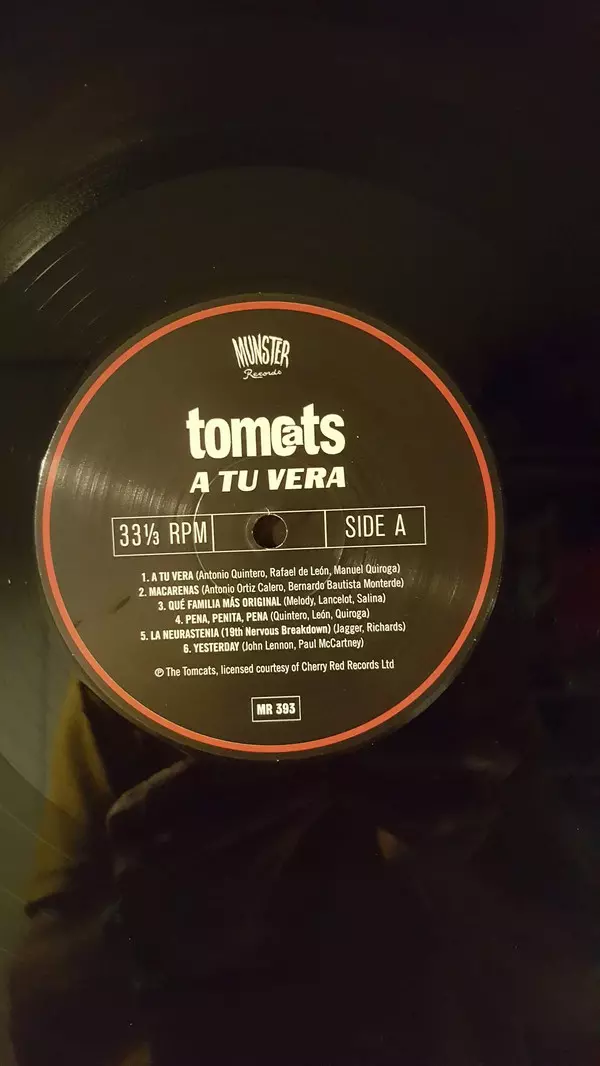 MUNSTER
Records
tomcats
A TU VERA
33⅓ RPM
SIDE A
1. A TU VERA (Antonio Quintero, Rafael de León, Manuel Quiroga)
2. MACARENAS (Antonio Ortiz Calero, Bernardo Bautista Monterde)
3. QUÉ FAMILIA MÁS ORIGINAL (Melody, Lancelot, Salina)
4. PENA, PENITA, PENA (Quintero, León, Quiroga)
5. LA NEURASTENIA (19th Nervous Breakdown) (Jagger, Richards)
6. YESTERDAY (John Lennon, Paul McCartney)
℗ The Tomcats, licensed courtesy of Cherry Red Records Ltd
MR 393